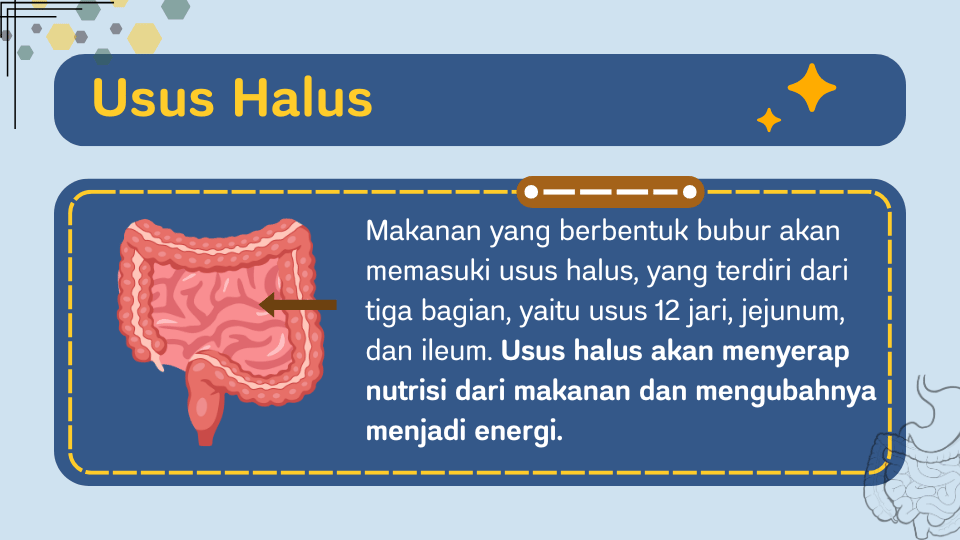 Usus Halus
Makanan yang berbentuk bubur akan
memasuki usus halus, yang terdiri dari
tiga bagian, yaitu usus 12 jari, jejunum,
dan ileum. Usus halus akan menyerap
nutrisi dari makanan dan mengubahnya
menjadi energi.